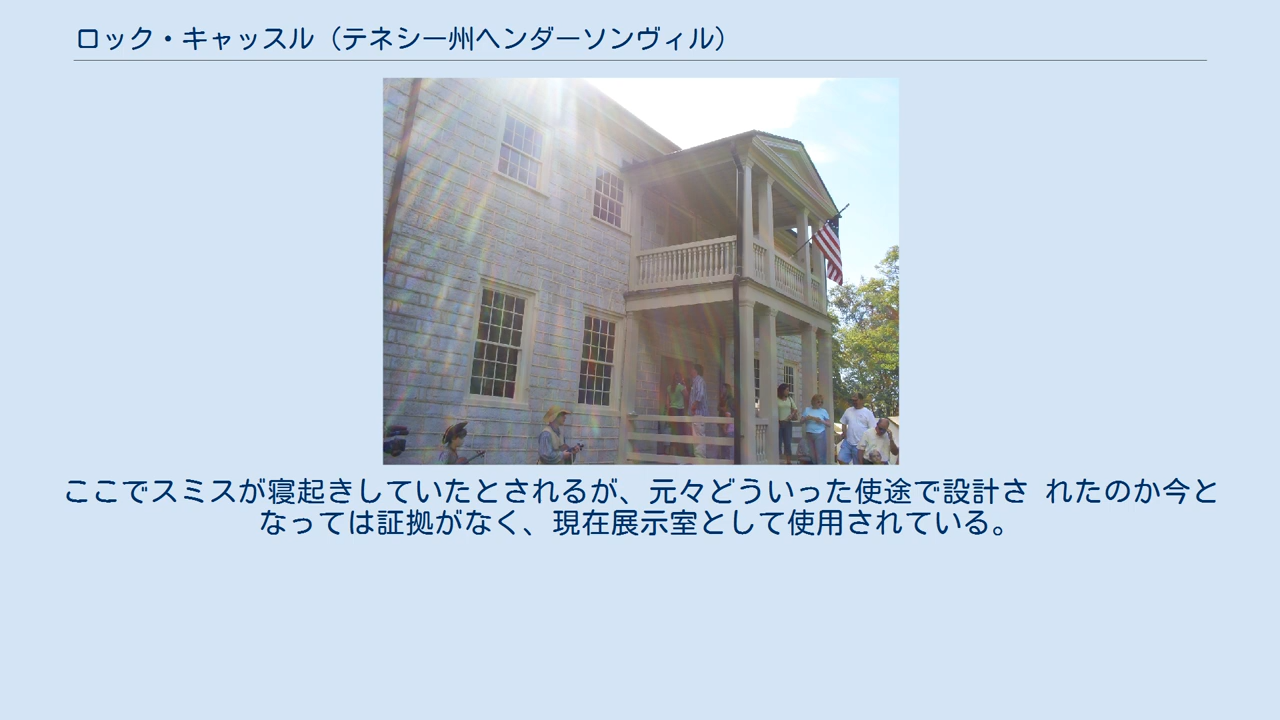 ロック・キャッスル（テネシー州ヘンダーソンヴィル）
ここでスミスが寝起きしていたとされるが、元々どういった使途で設計さ れたのか今と
なっては証拠がなく、現在展示室として使用されている。